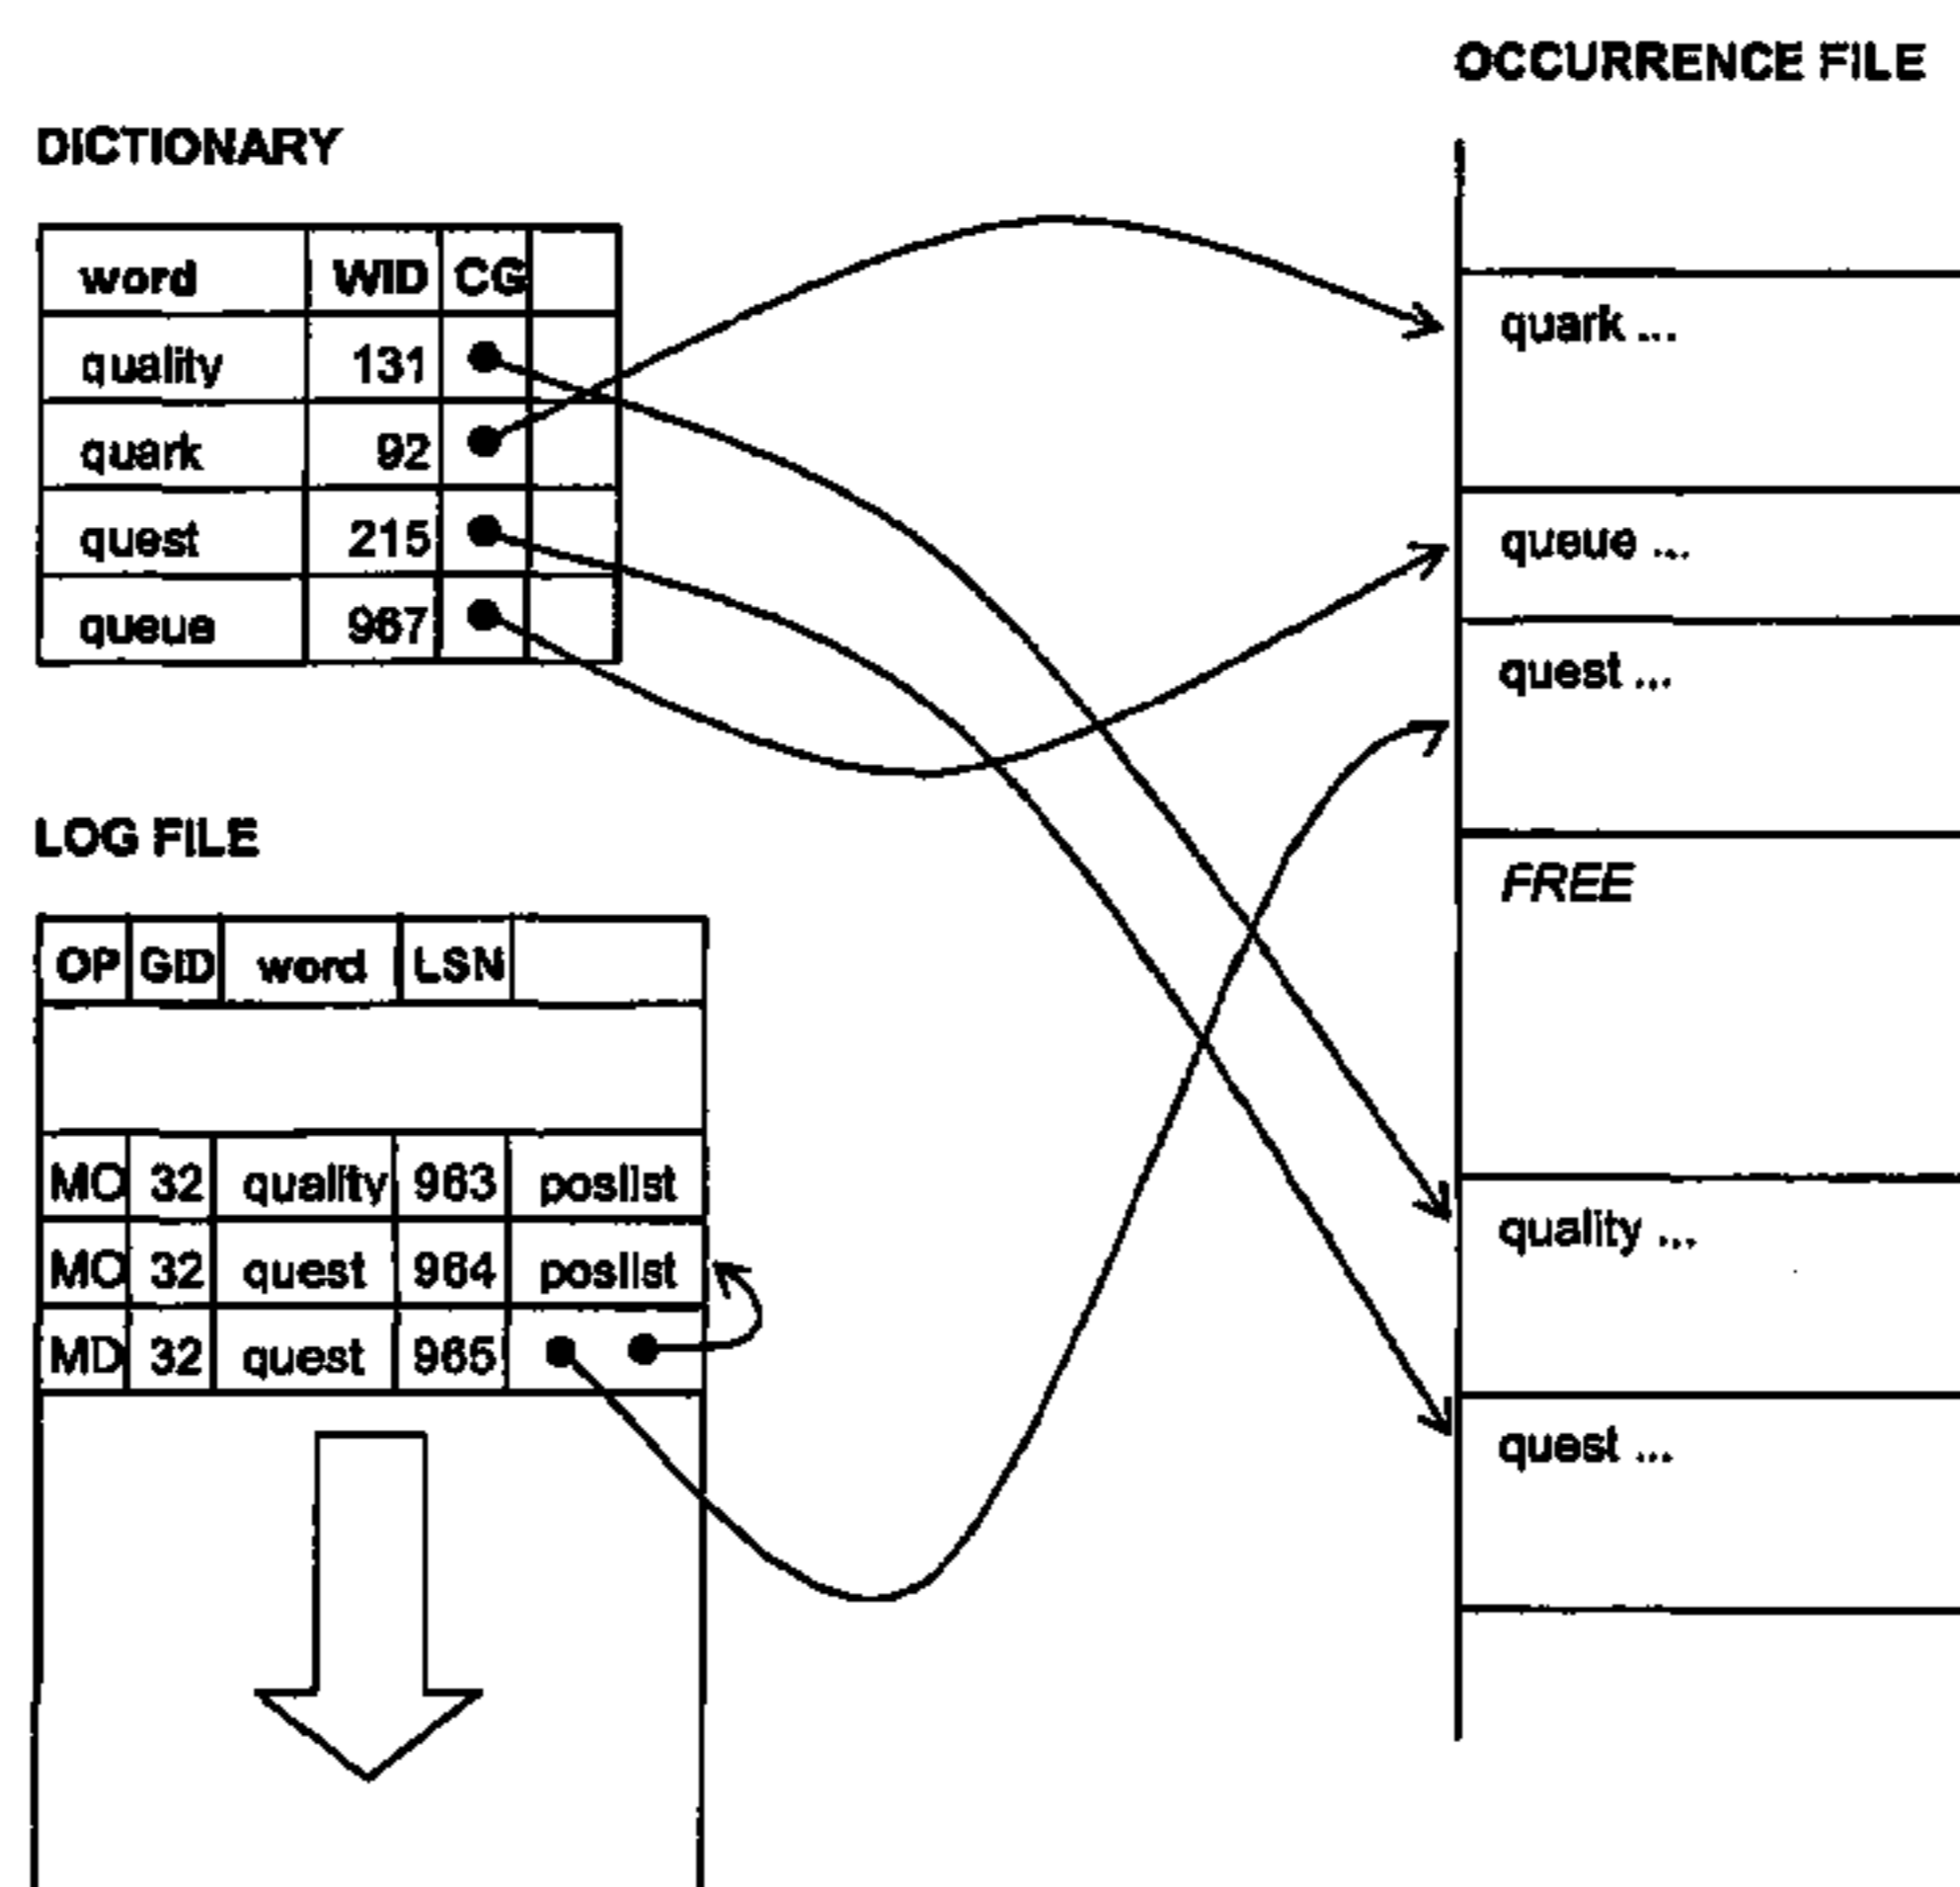 OCCURRENCE FILE
DICTIONARY
word WID CG
quality 131
quark 92
quest 215
queue 967
quark ...
queue ...
quest ...
FREE
quality ...
quest ...
LOG FILE
OP GID word LSN
MO 32 quality 963 poslist
MO 32 quest 964 poslist
MD 32 quest 965